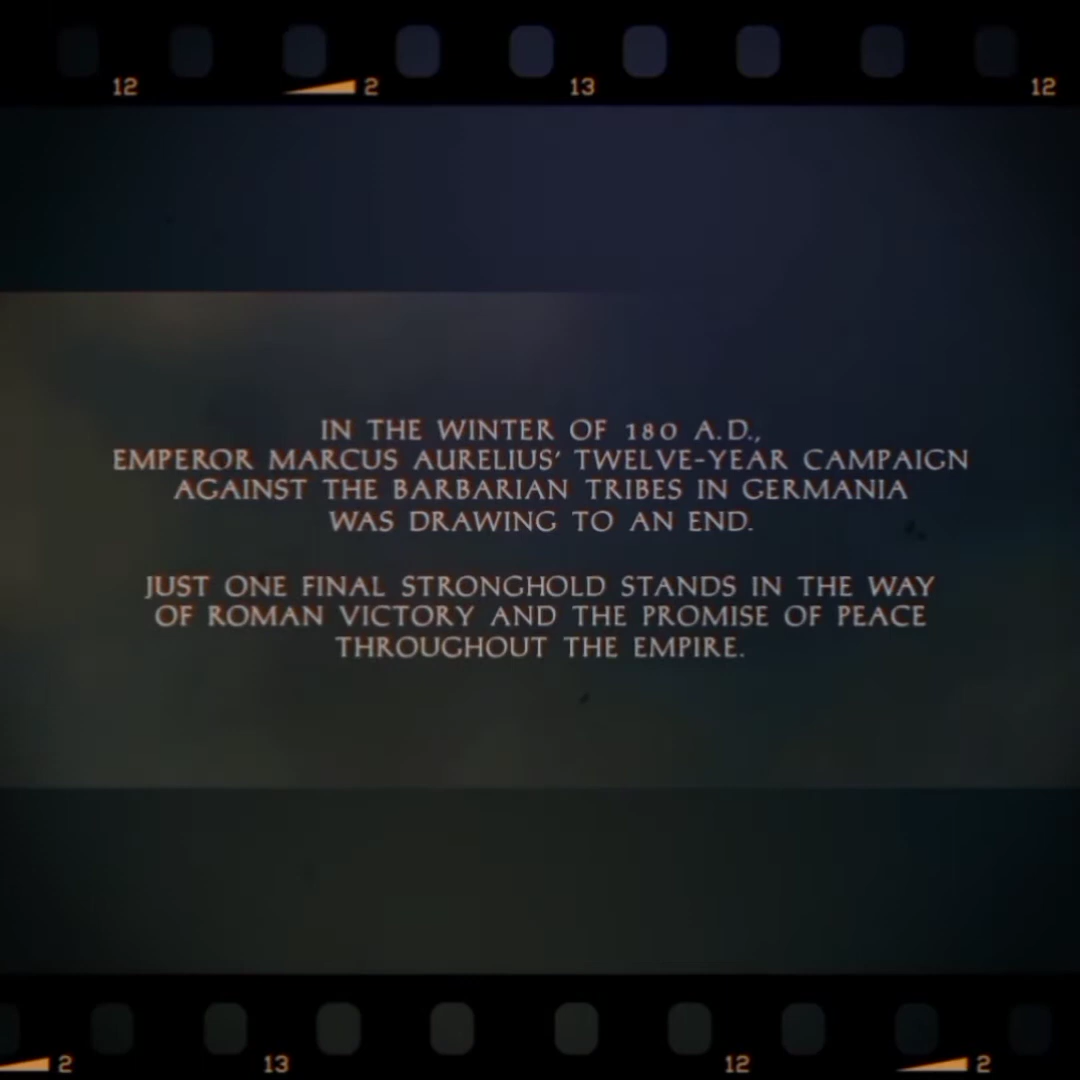 12 2 13 12
IN THE WINTER OF 180 A.D.,
EMPEROR MARCUS AURELIUS' TWELVE-YEAR CAMPAIGN
AGAINST THE BARBARIAN TRIBES IN GERMANIA
WAS DRAWING TO AN END.
JUST ONE FINAL STRONGHOLD STANDS IN THE WAY
OF ROMAN VICTORY AND THE PROMISE OF PEACE
THROUGHOUT THE EMPIRE.
2 13 12 2